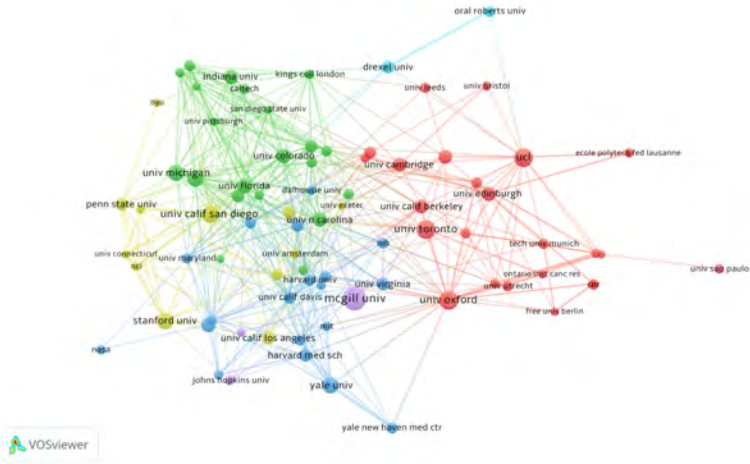 oral roberts univ
drexel univ
indiana univ
kings coll london
caltech
univ leeds
univ bristol
san diego state univ
univ pittsburgh
ecole polytech fed lausanne
univ colorado
univ cambridge
ucl
univ michigan
univ florida
dalhousie univ
univ edinburgh
penn state univ
univ calif san diego
univ exeter
univ calif berkeley
univ n carolina
univ toronto
tech univ munich
univ connecticut
univ maryland
univ amsterdam
nci
univ sao paulo
harvard univ
univ virginia
ontario inst canc res
univ utrecht
univ calif davis
mcgill univ
univ oxford
free univ berlin
stanford univ
mit
univ calif los angeles
nasa
harvard med sch
johns hopkins univ
yale univ
yale new haven med ctr
VOSviewer